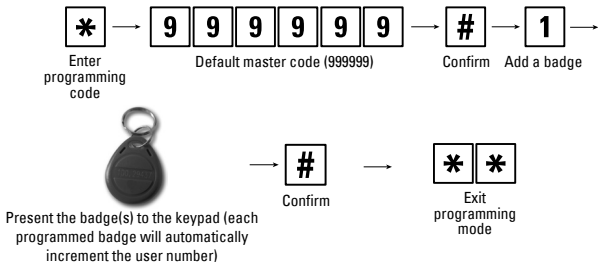 * 9 9 9 9 9 9 # 1
Enter programming code
Default master code (999999)
Confirm
Add a badge
Present the badge(s) to the keypad (each
programmed badge will automatically
increment the user number)
#
Confirm
* *
Exit
programming
mode